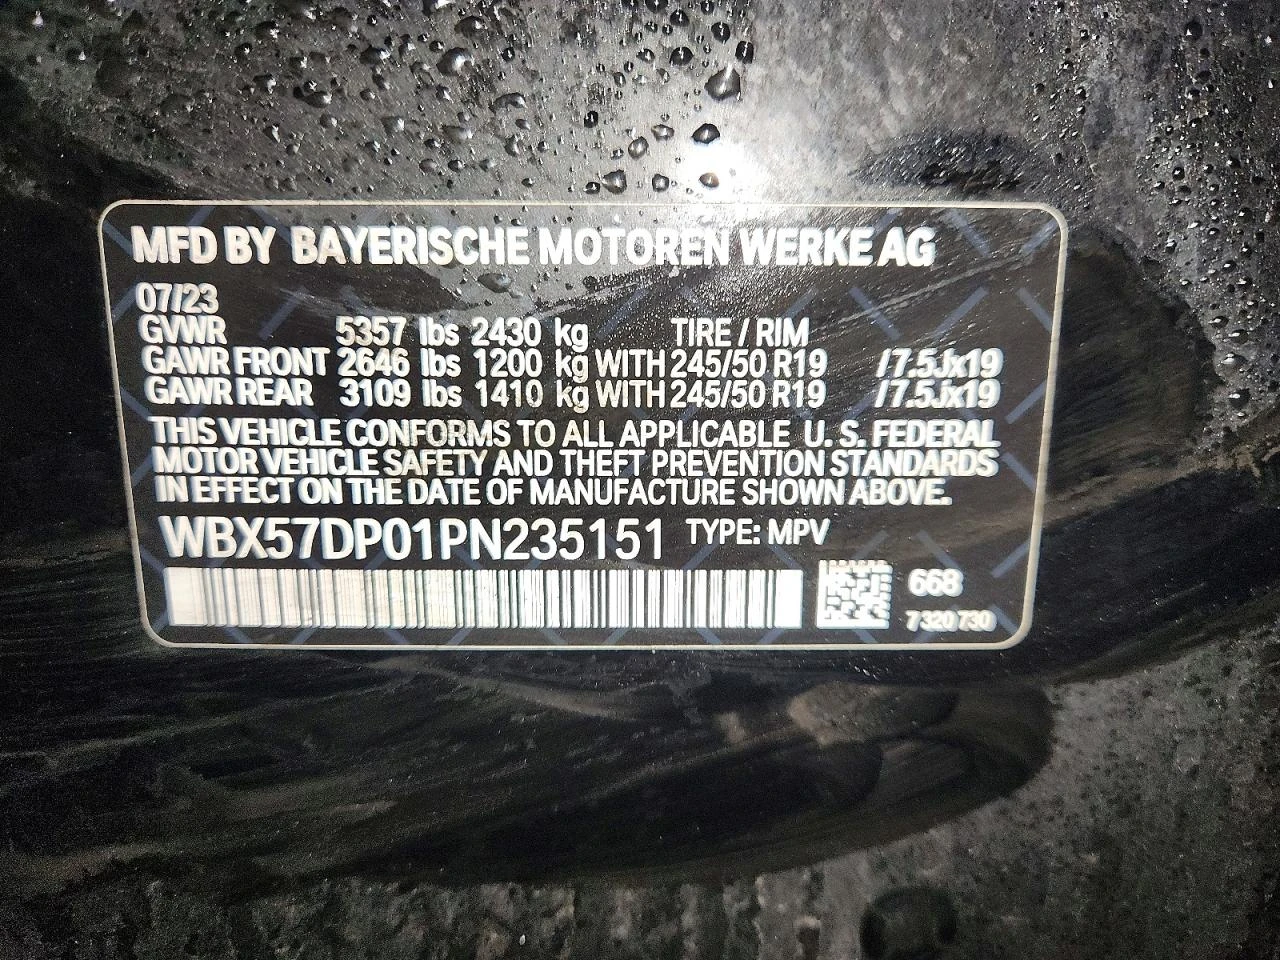 MFD BY BAYERISCHE MOTOREN WERKE AG
07/23
GVWR 5357 lbs 2430 kg TIRE / RIM
GAWR FRONT 2646 lbs 1200 kg WITH 245/50 R19 /7.5Jx19
GAWR REAR 3109 lbs 1410 kg WITH 245/50 R19 /7.5Jx19
THIS VEHICLE CONFORMS TO ALL APPLICABLE U. S. FEDERAL
MOTOR VEHICLE SAFETY AND THEFT PREVENTION STANDARDS
IN EFFECT ON THE DATE OF MANUFACTURE SHOWN ABOVE.
WBX57DP01PN235151 TYPE: MPV
668
7 320 730